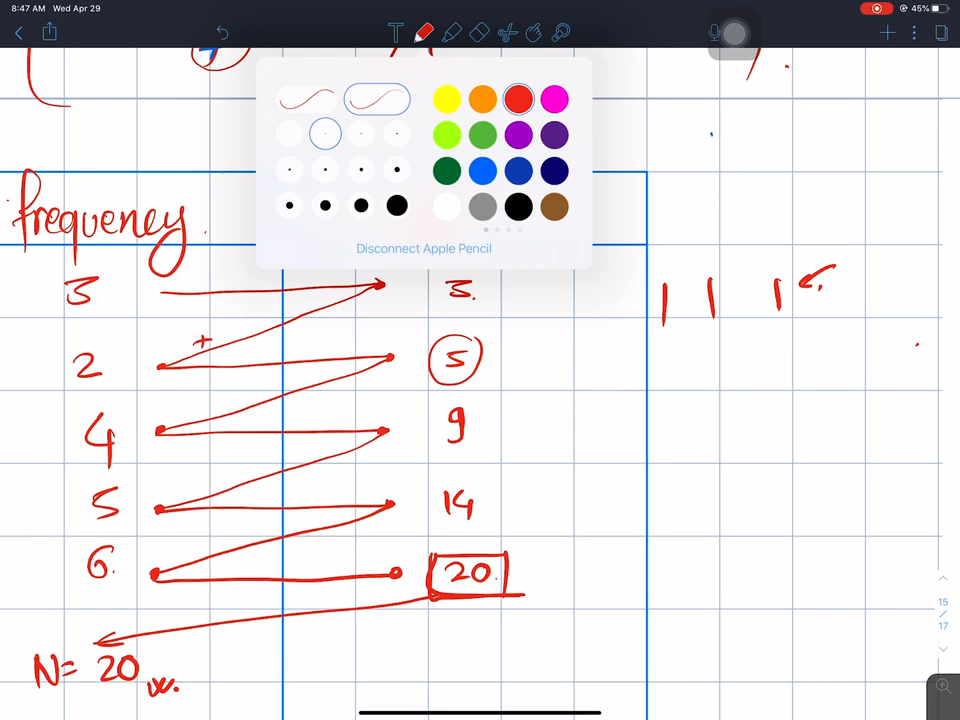 8:47 AM Wed Apr 29
45%
Disconnect Apple Pencil
frequency
3 3.
+
2 5
4 9
5 14
6. 20
N= 20
15
/
17